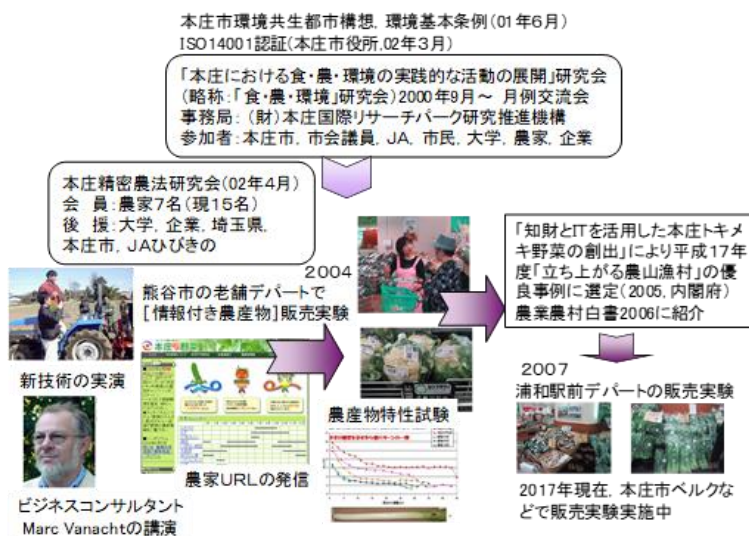 本庄市環境共生都市構想, 環境基本条例(01年6月)
ISO14001認証(本庄市役所,02年3月)
「本庄における食・農・環境の実践的な活動の展開」研究会
(略称:「食・農・環境」研究会)2000年9月～ 月例交流会
事務局: (財)本庄国際リサーチパーク研究推進機構
参加者:本庄市, 市会議員, JA, 市民, 大学, 農家, 企業
本庄精密農法研究会(02年4月)
会 員:農家7名(現15名)
後 援:大学, 企業, 埼玉県,
本庄市, JAひびきの
2004
熊谷市の老舗デパートで
[情報付き農産物]販売実験
「知財とITを活用した本庄トキメ
キ野菜の創出」により平成17年
度「立ち上がる農山漁村」の優
良事例に選定(2005, 内閣府)
農業農村白書2006に紹介
新技術の実演
農家URLの発信
農産物特性試験
2007
浦和駅前デパートの販売実験
ビジネスコンサルタント
Marc Vanachtの講演
2017年現在, 本庄市ベルクな
どで販売実験実施中